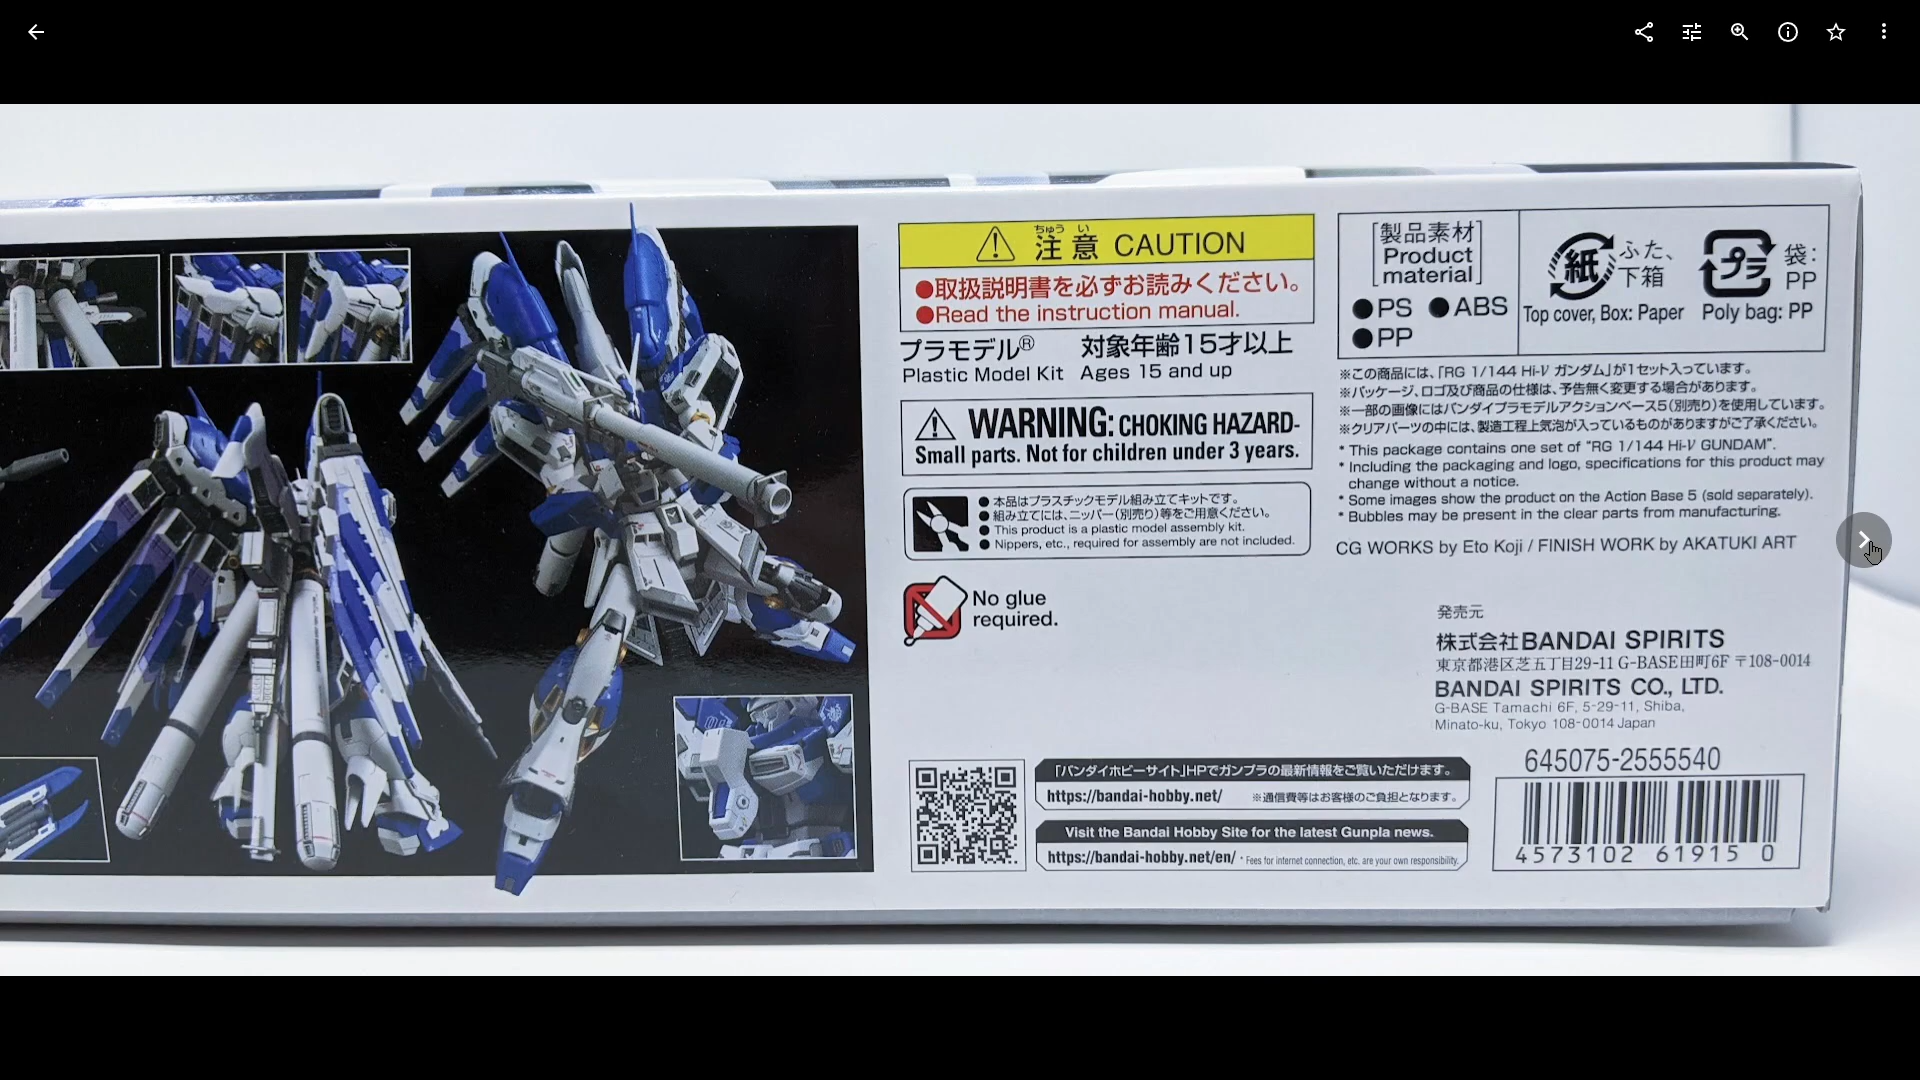 ちゅう い
注意 CAUTION
●取扱説明書を必ずお読みください。
●Read the instruction manual.
プラモデル® 対象年齢15才以上
Plastic Model Kit Ages 15 and up
WARNING: CHOKING HAZARD-
Small parts. Not for children under 3 years.
● 本品はプラスチックモデル組み立てキットです。
● 組み立てには、ニッパー(別売り)等をご用意ください。
● This product is a plastic model assembly kit.
● Nippers, etc., required for assembly are not included.
No glue
required.
[製品素材
Product
material]
●PS ●ABS
●PP
紙
ふた、
下箱
Top cover, Box: Paper
プラ
袋:
PP
Poly bag: PP
※この商品には、「RG 1/144 Hi-ν ガンダム」が1セット入っています。
※パッケージ、ロゴ及び商品の仕様は、予告無く変更する場合があります。
※一部の画像にはバンダイプラモデルアクションベース5(別売り)を使用しています。
※クリアパーツの中には、製造工程上気泡が入っているものがありますがご了承ください。
* This package contains one set of "RG 1/144 Hi-ν GUNDAM".
* Including the packaging and logo, specifications for this product may
change without a notice.
* Some images show the product on the Action Base 5 (sold separately).
* Bubbles may be present in the clear parts from manufacturing.
CG WORKS by Eto Koji / FINISH WORK by AKATUKI ART
発売元
株式会社BANDAI SPIRITS
東京都港区芝五丁目29-11 G-BASE田町6F 〒108-0014
BANDAI SPIRITS CO., LTD.
G-BASE Tamachi 6F, 5-29-11, Shiba,
Minato-ku, Tokyo 108-0014 Japan
「バンダイホビーサイト」HPでガンプラの最新情報をご覧いただけます。
https://bandai-hobby.net/ ※通信費等はお客様のご負担となります。
Visit the Bandai Hobby Site for the latest Gunpla news.
https://bandai-hobby.net/en/ * Fees for internet connection, etc. are your own responsibility.
645075-2555540
4573102 61915 0